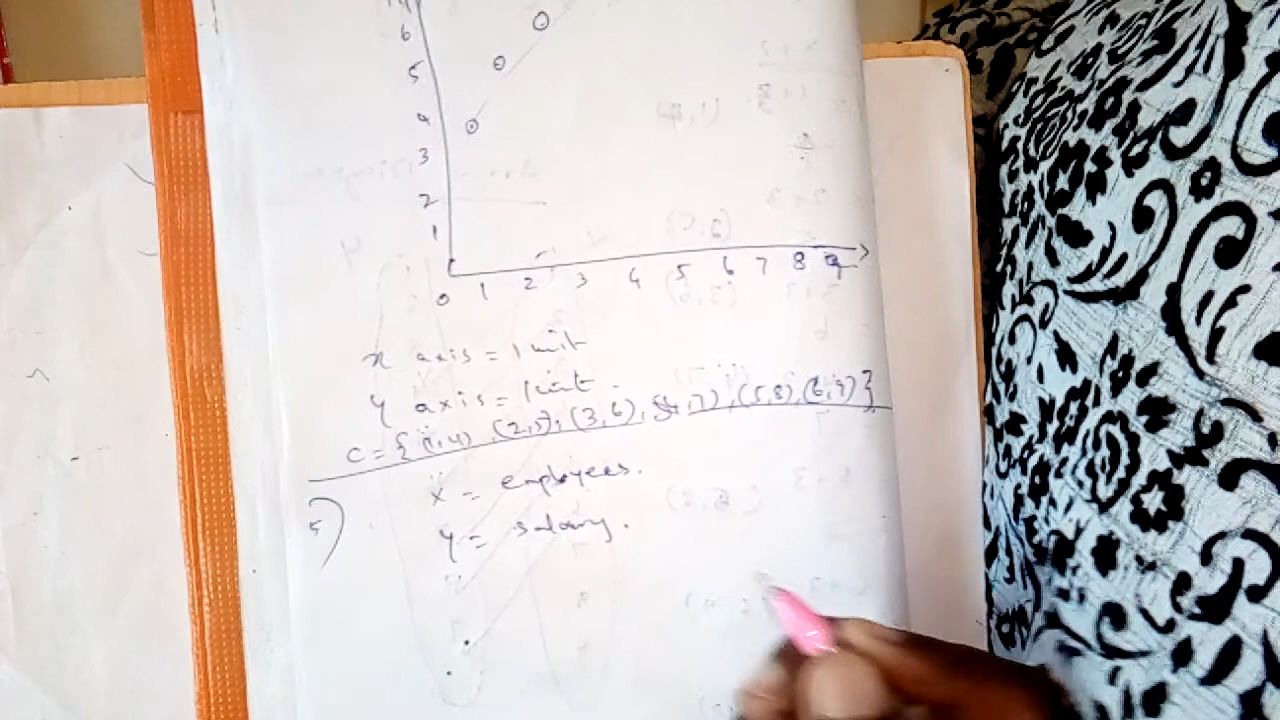 6
5
4
3
2
1
0 1 2 3 4 5 6 7 8 9
x axis = 1 unit
y axis = 1 unit.
C = {(1,4), (2,5), (3,6), (4,7), (5,8), (6,9)}
5)
x = employees.
y = salary.